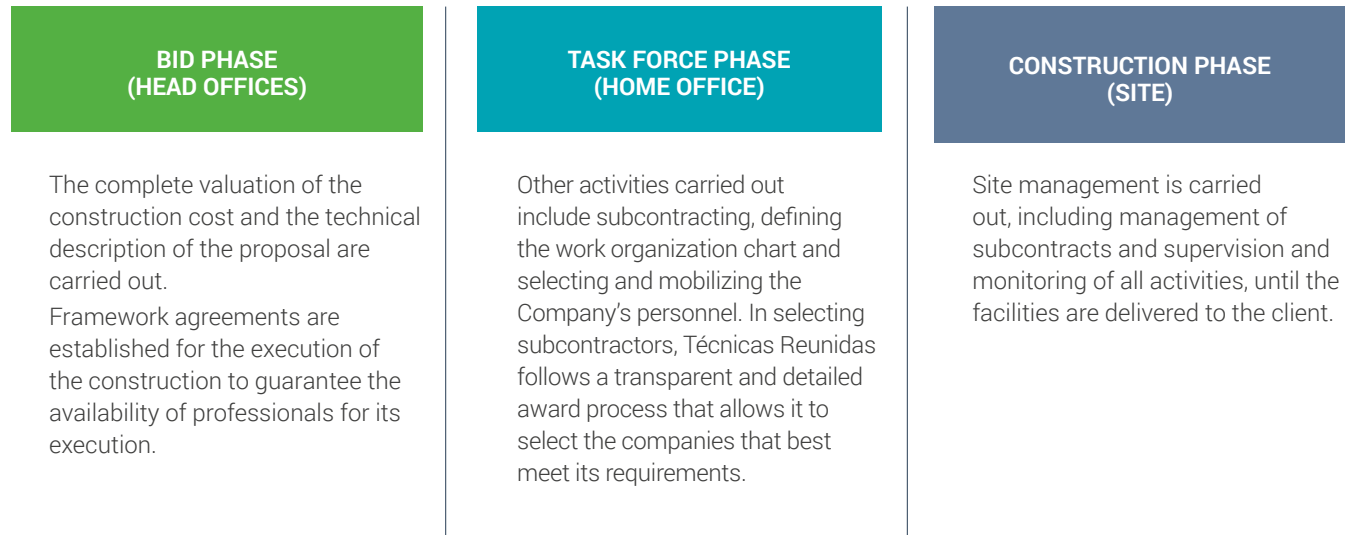 BID PHASE
(HEAD OFFICES)
The complete valuation of the
construction cost and the technical
description of the proposal are
carried out.
Framework agreements are
established for the execution of
the construction to guarantee the
availability of professionals for its
execution.
TASK FORCE PHASE
(HOME OFFICE)
Other activities carried out
include subcontracting, defining
the work organization chart and
selecting and mobilizing the
Company’s personnel. In selecting
subcontractors, Técnicas Reunidas
follows a transparent and detailed
award process that allows it to
select the companies that best
meet its requirements.
CONSTRUCTION PHASE
(SITE)
Site management is carried
out, including management of
subcontracts and supervision and
monitoring of all activities, until the
facilities are delivered to the client.